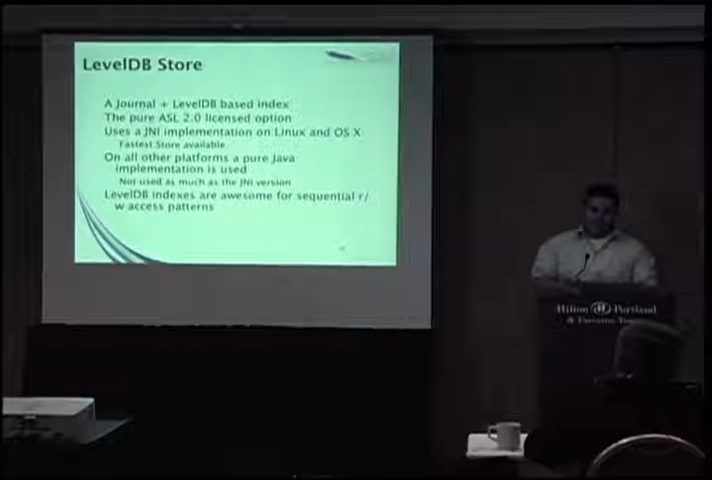 LevelDB Store
A Journal + LevelDB based index
The pure ASL 2.0 licensed option
Uses a JNI implementation on Linux and OS X
Fastest Store available
On all other platforms a pure Java
implementation is used
Not used as much as the JNI version
LevelDB indexes are awesome for sequential r/
w access patterns
Hilton Portland
& Executive